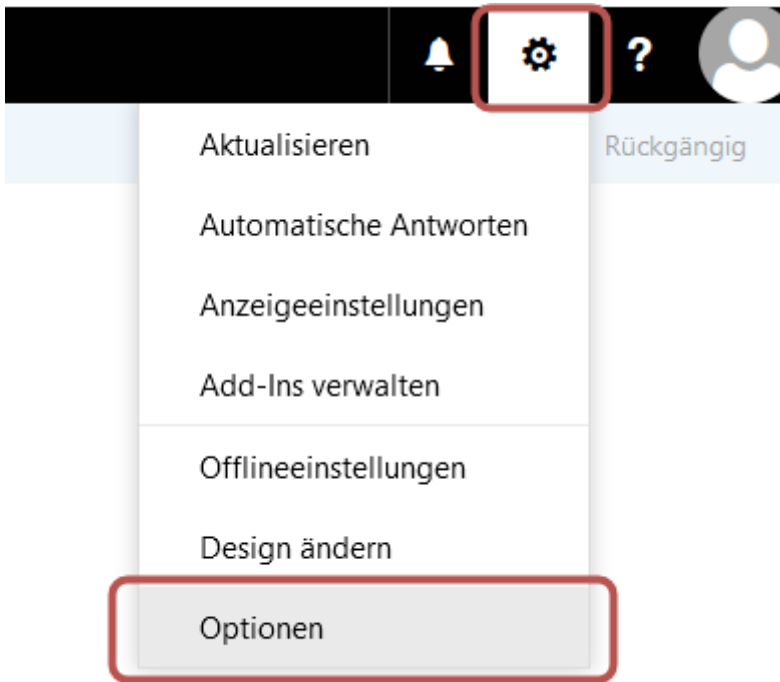 ?
Aktualisieren
Rückgängig
Automatische Antworten
Anzeigeeinstellungen
Add-Ins verwalten
Offlineeinstellungen
Design ändern
Optionen